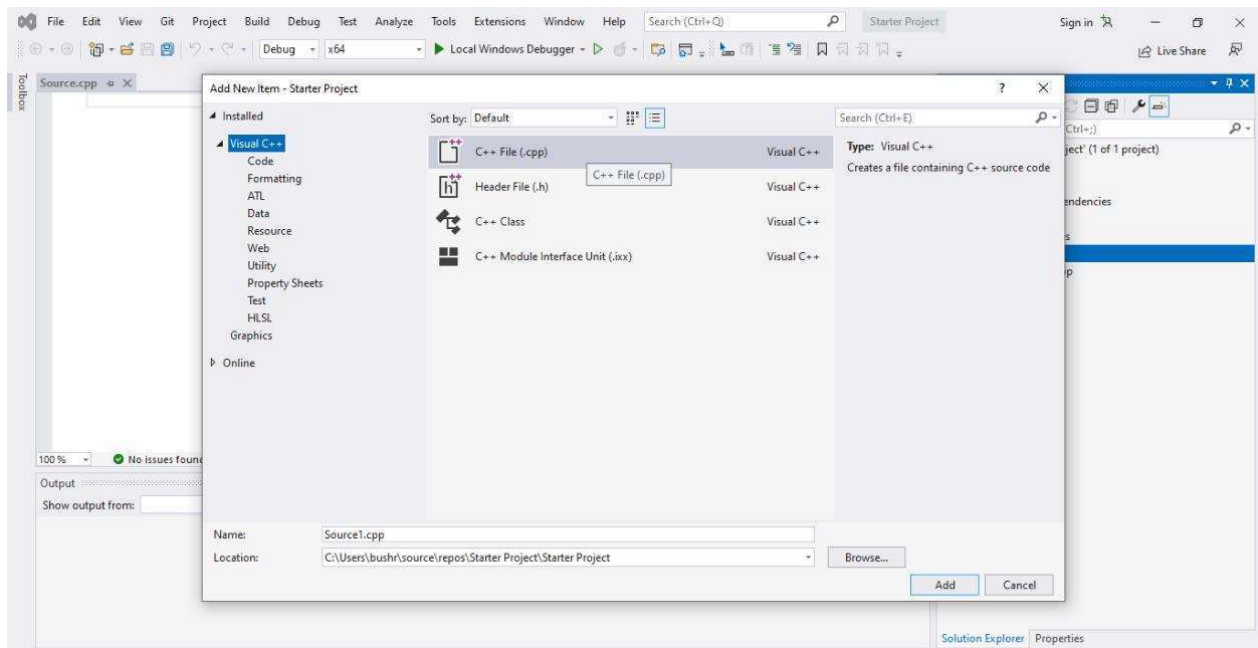 File Edit View Git Project Build Debug Test Analyze Tools Extensions Window Help Search (Ctrl+Q) Starter Project Sign in
Debug x64 Local Windows Debugger Live Share
Toolbox
Source.cpp
Add New Item - Starter Project
Installed
Visual C++
Code
Formatting
ATL
Data
Resource
Web
Utility
Property Sheets
Test
HLSL
Graphics
Online
Sort by: Default
C++ File (.cpp) Visual C++
C++ File (.cpp)
Header File (.h) Visual C++
C++ Class Visual C++
C++ Module Interface Unit (.ixx) Visual C++
Search (Ctrl+E)
Type: Visual C++
Creates a file containing C++ source code
Ctrl+;)
ject' (1 of 1 project)
endencies
s
p
100 % No issues foun
Output
Show output from:
Name: Source1.cpp
Location: C:\Users\bushr\source\repos\Starter Project\Starter Project Browse...
Add Cancel
Solution Explorer Properties